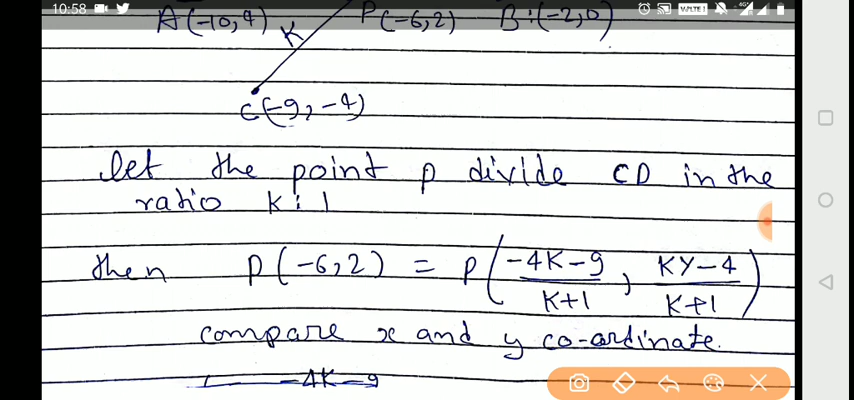 10:58
A(-10,4) K P(-6,2) B:(-2,0)
C(-9,-4)
let the point p divide CD in the
ratio K:1
then P(-6,2) = P(-4K-9/K+1, KY-4/K+1)
compare x and y co-ordinate.
-4K-9